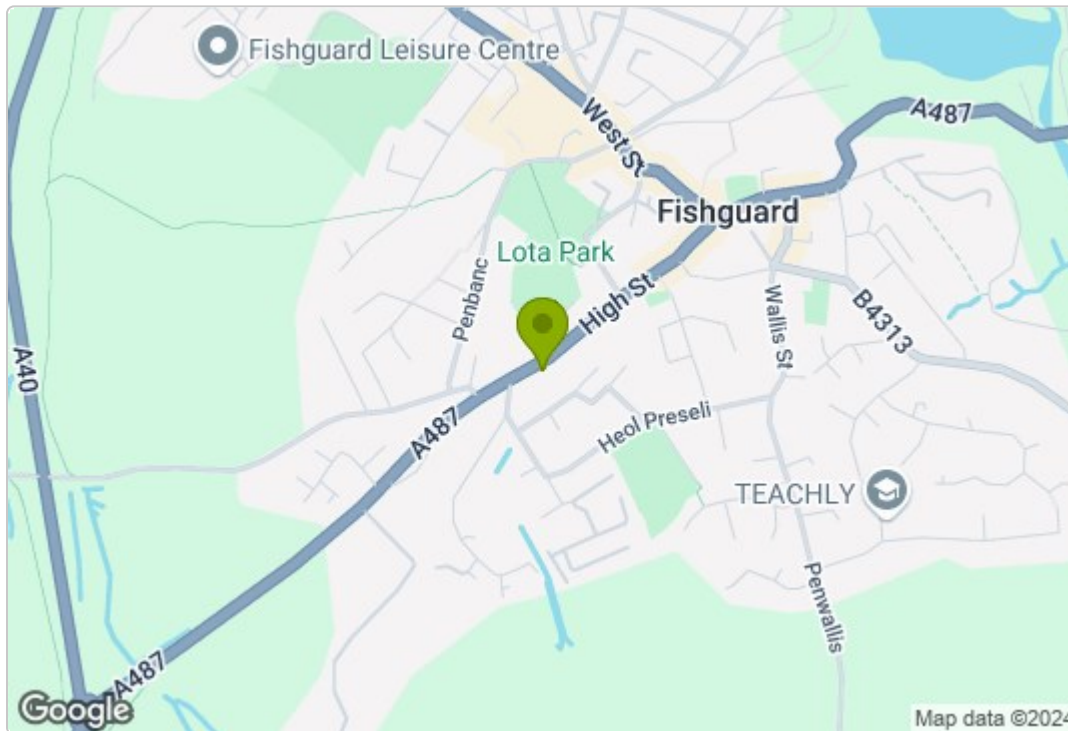 Fishguard Leisure Centre
West St
A487
Fishguard
Lota Park
High St
Penbanc
Wallis St
B4313
A40
A487
Heol Preseli
TEACHLY
Penwallis
A487
Google
Map data ©2024